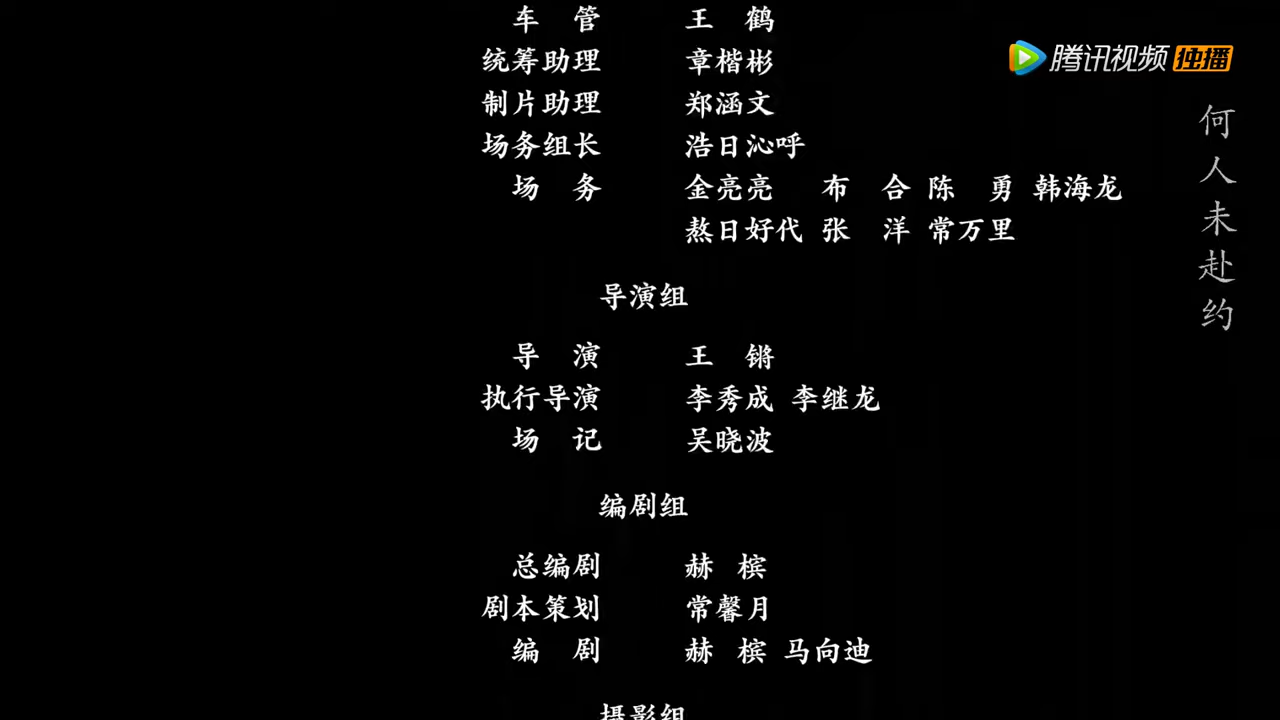 车 管 王 鹤
统筹助理 章楷彬
制片助理 郑涵文
场务组长 浩日沁呼
场 务 金亮亮 布 合 陈 勇 韩海龙
熬日好代 张 洋 常万里
导演组
导 演 王 锵
执行导演 李秀成 李继龙
场 记 吴晓波
编剧组
总编剧 赫 槟
剧本策划 常馨月
编 剧 赫 槟 马向迪
摄影组
腾讯视频 独播
何人未赴约